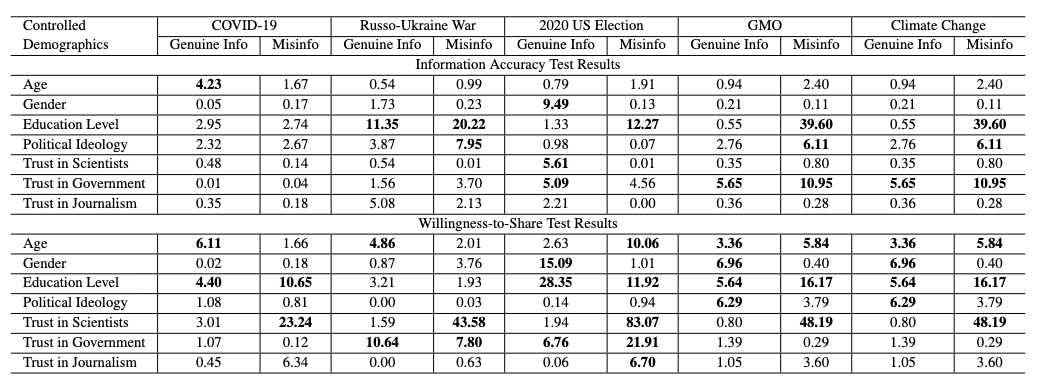 Controlled COVID-19 Russo-Ukraine War 2020 US Election GMO Climate Change
Demographics Genuine Info Misinfo Genuine Info Misinfo Genuine Info Misinfo Genuine Info Misinfo Genuine Info Misinfo
Information Accuracy Test Results
Age 4.23 1.67 0.54 0.99 0.79 1.91 0.94 2.40 0.94 2.40
Gender 0.05 0.17 1.73 0.23 9.49 0.13 0.21 0.11 0.21 0.11
Education Level 2.95 2.74 11.35 20.22 1.33 12.27 0.55 39.60 0.55 39.60
Political Ideology 2.32 2.67 3.87 7.95 0.98 0.07 2.76 6.11 2.76 6.11
Trust in Scientists 0.48 0.14 0.54 0.01 5.61 0.01 0.35 0.80 0.35 0.80
Trust in Government 0.01 0.04 1.56 3.70 5.09 4.56 5.65 10.95 5.65 10.95
Trust in Journalism 0.35 0.18 5.08 2.13 2.21 0.00 0.36 0.28 0.36 0.28
Willingness-to-Share Test Results
Age 6.11 1.66 4.86 2.01 2.63 10.06 3.36 5.84 3.36 5.84
Gender 0.02 0.18 0.87 3.76 15.09 1.01 6.96 0.40 6.96 0.40
Education Level 4.40 10.65 3.21 1.93 28.35 11.92 5.64 16.17 5.64 16.17
Political Ideology 1.08 0.81 0.00 0.03 0.14 0.94 6.29 3.79 6.29 3.79
Trust in Scientists 3.01 23.24 1.59 43.58 1.94 83.07 0.80 48.19 0.80 48.19
Trust in Government 1.07 0.12 10.64 7.80 6.76 21.91 1.39 0.29 1.39 0.29
Trust in Journalism 0.45 6.34 0.00 0.63 0.06 6.70 1.05 3.60 1.05 3.60